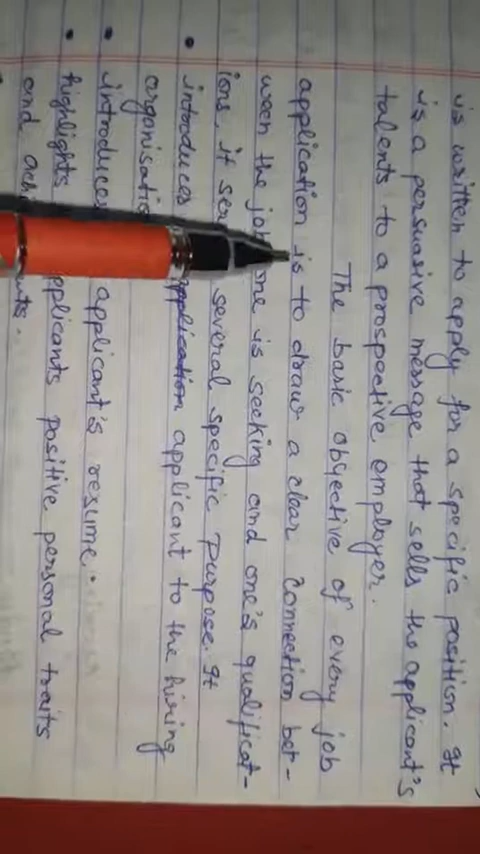 is written to apply for a specific position. It
is a persuasive message that sells the applicant's
talents to a prospective employer.
The basic objective of every job
application is to draw a clear connection bet-
ween the job one is seeking and one's qualificat-
ions. it several specific purpose. It
introduces applicant to the hiring
organisatio
• introduces applicant's resume.
• highlights applicants positive personal traits
and